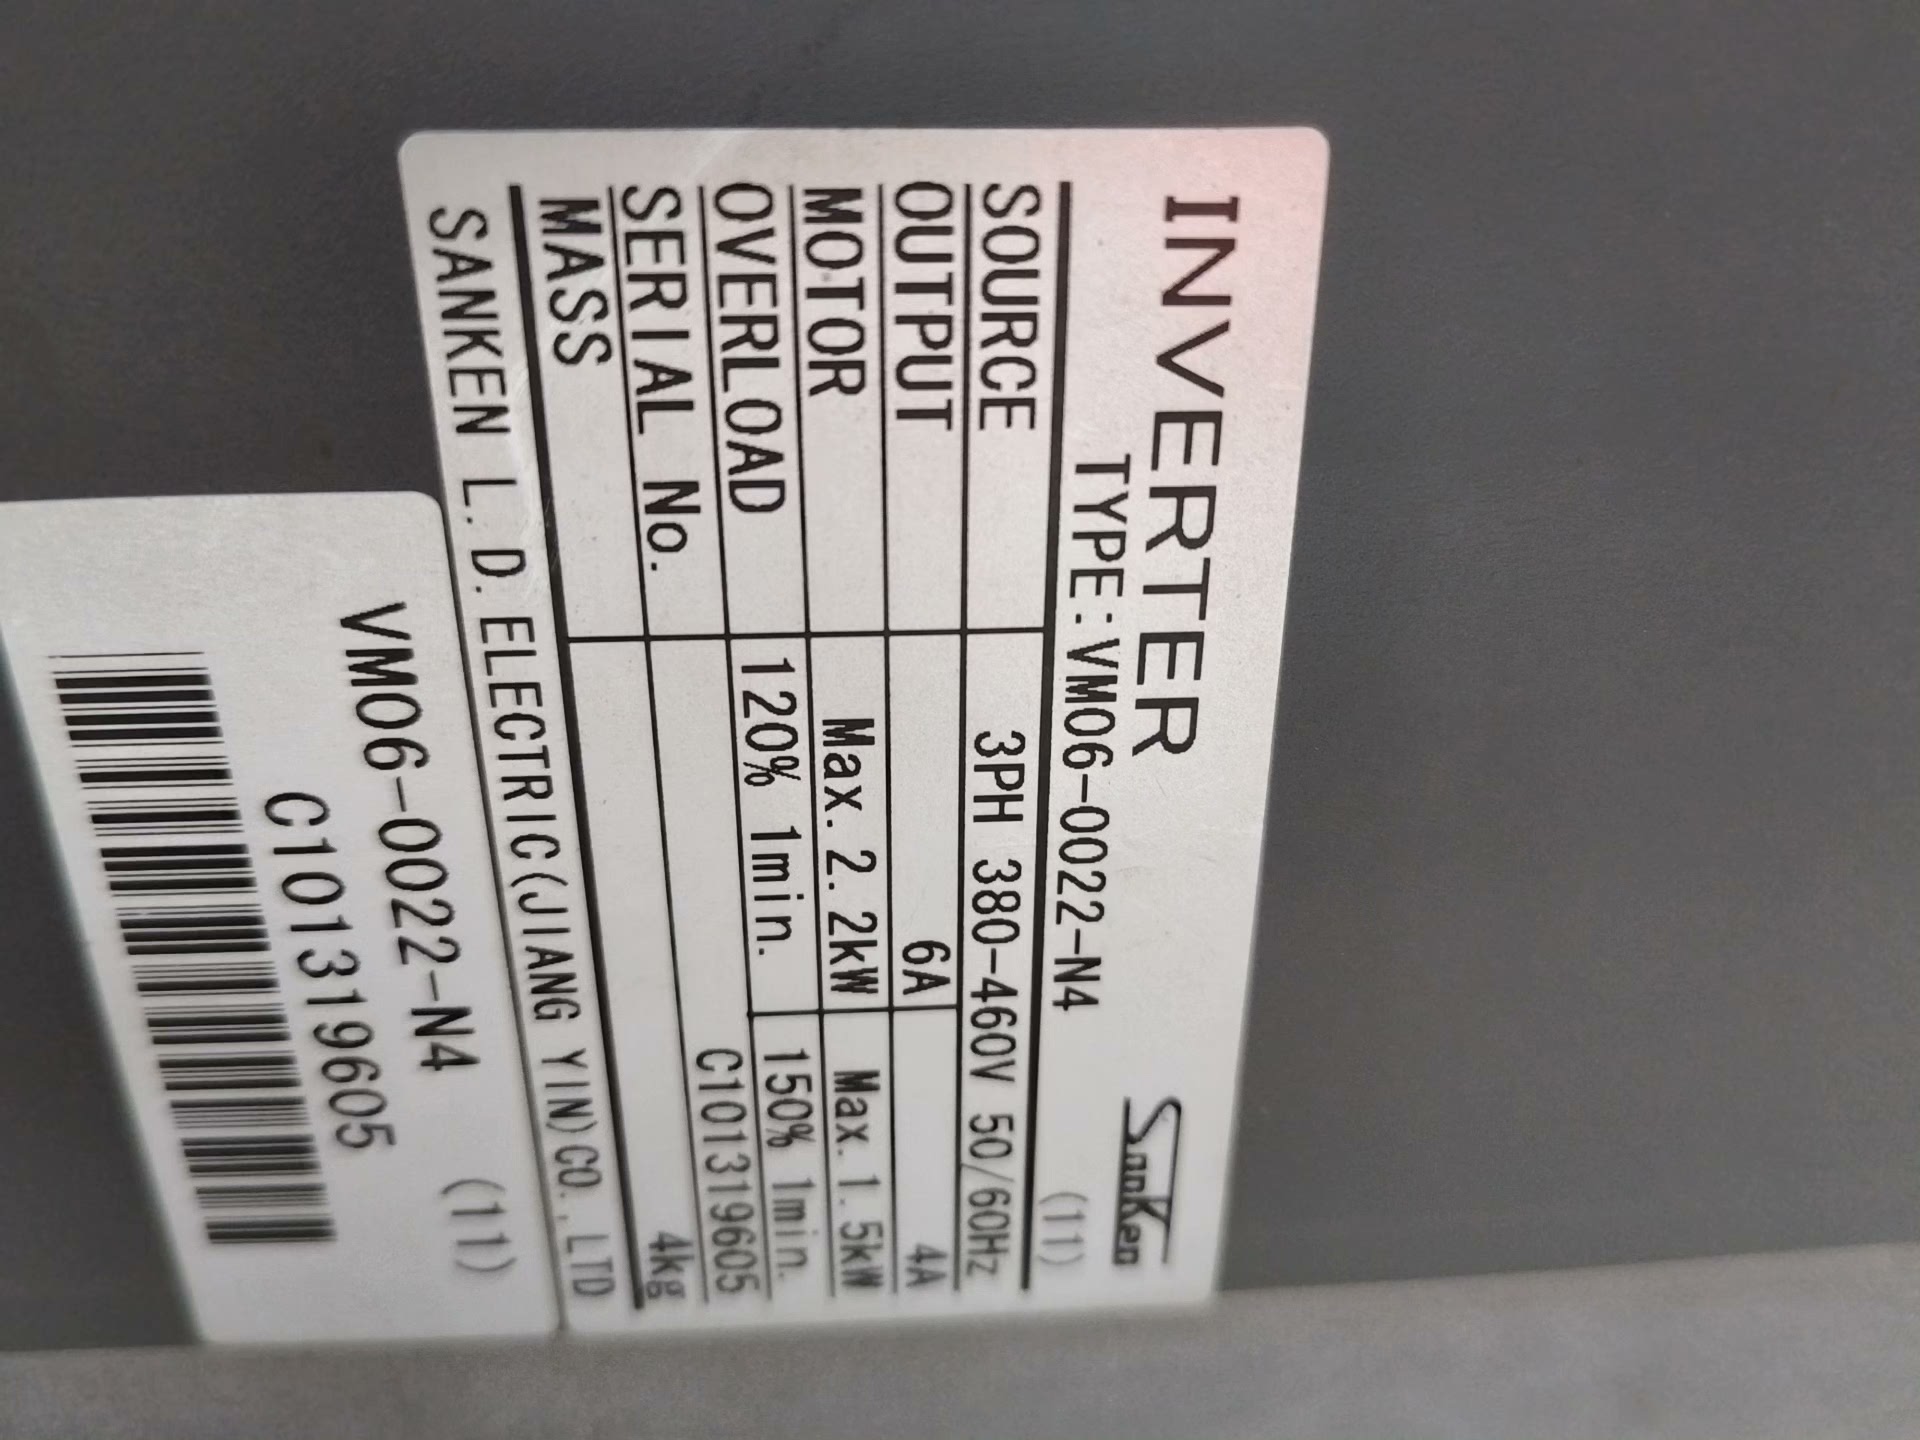 INVERTER Sanken
TYPE:VM06-0022-N4 (11)
SOURCE 3PH 380-460V 50/60Hz
OUTPUT 6A 4A
MOTOR Max. 2.2kW Max. 1.5kW
OVERLOAD 120% 1min. 150% 1min.
SERIAL No. C101319605
MASS 4kg
SANKEN L.D.ELECTRIC(JIANG YIN)CO.,LTD
VM06-0022-N4 (11)
C101319605